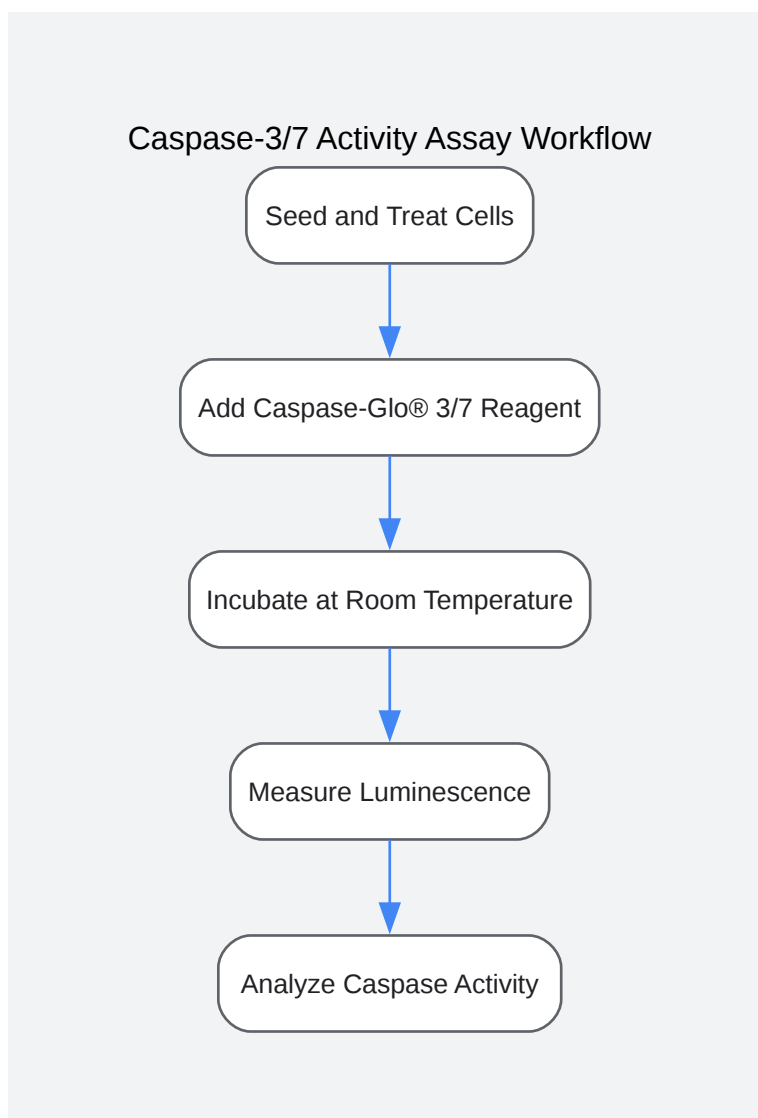 Caspase-3/7 Activity Assay Workflow
Seed and Treat Cells
Add Caspase-Glo® 3/7 Reagent
Incubate at Room Temperature
Measure Luminescence
Analyze Caspase Activity